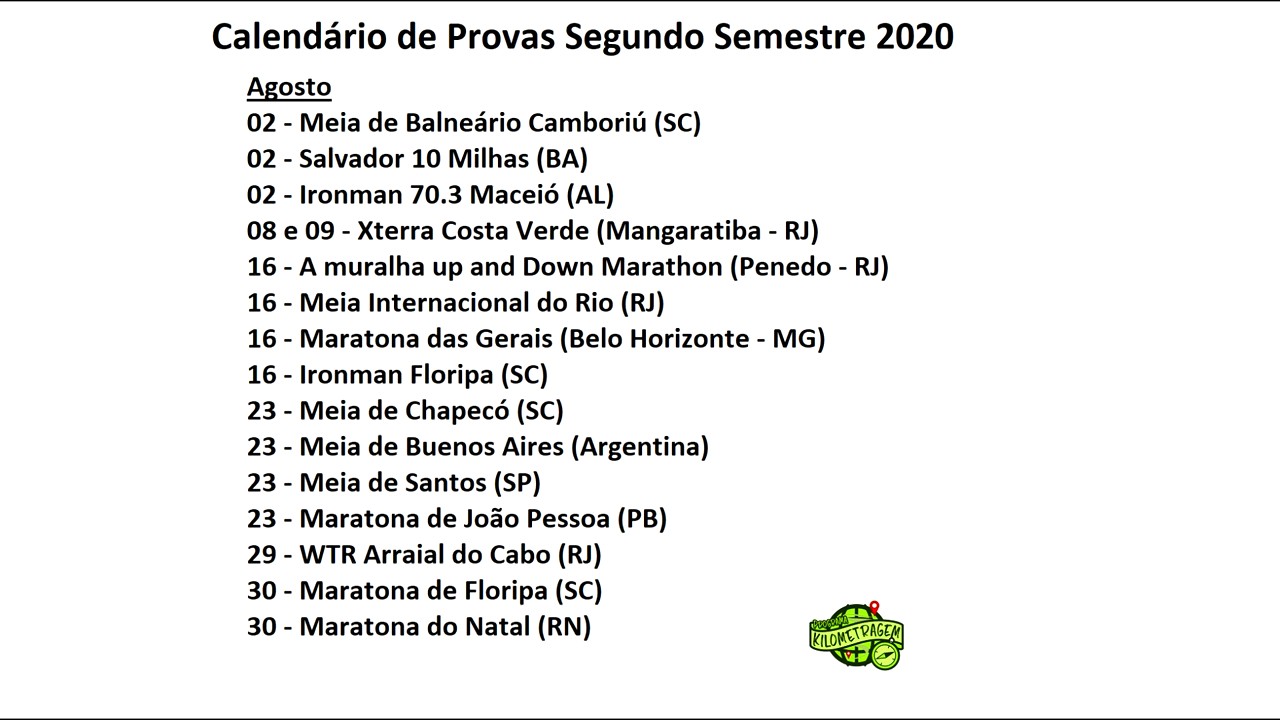 Calendário de Provas Segundo Semestre 2020
Agosto
02 - Meia de Balneário Camboriú (SC)
02 - Salvador 10 Milhas (BA)
02 - Ironman 70.3 Maceió (AL)
08 e 09 - Xterra Costa Verde (Mangaratiba - RJ)
16 - A muralha up and Down Marathon (Penedo - RJ)
16 - Meia Internacional do Rio (RJ)
16 - Maratona das Gerais (Belo Horizonte - MG)
16 - Ironman Floripa (SC)
23 - Meia de Chapecó (SC)
23 - Meia de Buenos Aires (Argentina)
23 - Meia de Santos (SP)
23 - Maratona de João Pessoa (PB)
29 - WTR Arraial do Cabo (RJ)
30 - Maratona de Floripa (SC)
30 - Maratona do Natal (RN)
PROGRAMA
KILOMETRAGEM